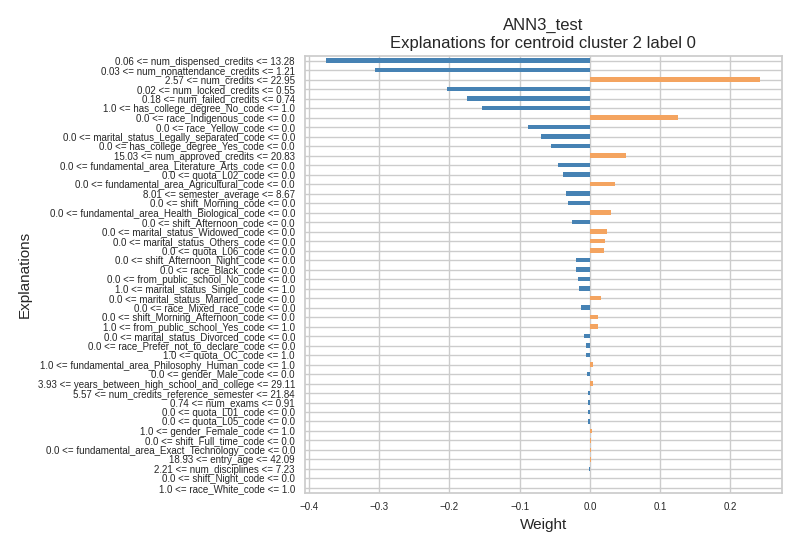 ANN3_test
Explanations for centroid cluster 2 label 0
0.06 <= num_dispensed_credits <= 13.28
0.03 <= num_nonattendance_credits <= 1.21
2.57 <= num_credits <= 22.95
0.02 <= num_locked_credits <= 0.55
0.18 <= num_failed_credits <= 0.74
1.0 <= has_college_degree_No_code <= 1.0
0.0 <= race_Indigenous_code <= 0.0
0.0 <= race_Yellow_code <= 0.0
0.0 <= marital_status_Legally_separated_code <= 0.0
0.0 <= has_college_degree_Yes_code <= 0.0
15.03 <= num_approved_credits <= 20.83
0.0 <= fundamental_area_Literature_Arts_code <= 0.0
0.0 <= quota_L02_code <= 0.0
0.0 <= fundamental_area_Agricultural_code <= 0.0
8.01 <= semester_average <= 8.67
0.0 <= shift_Morning_code <= 0.0
0.0 <= fundamental_area_Health_Biological_code <= 0.0
0.0 <= shift_Afternoon_code <= 0.0
0.0 <= marital_status_Widowed_code <= 0.0
0.0 <= marital_status_Others_code <= 0.0
0.0 <= quota_L06_code <= 0.0
0.0 <= shift_Afternoon_Night_code <= 0.0
0.0 <= race_Black_code <= 0.0
0.0 <= from_public_school_No_code <= 0.0
1.0 <= marital_status_Single_code <= 1.0
0.0 <= marital_status_Married_code <= 0.0
0.0 <= race_Mixed_race_code <= 0.0
0.0 <= shift_Morning_Afternoon_code <= 0.0
1.0 <= from_public_school_Yes_code <= 1.0
0.0 <= marital_status_Divorced_code <= 0.0
0.0 <= race_Prefer_not_to_declare_code <= 0.0
1.0 <= quota_OC_code <= 1.0
1.0 <= fundamental_area_Philosophy_Human_code <= 1.0
0.0 <= gender_Male_code <= 0.0
3.93 <= years_between_high_school_and_college <= 29.11
5.57 <= num_credits_reference_semester <= 21.84
0.74 <= num_exams <= 0.91
0.0 <= quota_L01_code <= 0.0
0.0 <= quota_L05_code <= 0.0
1.0 <= gender_Female_code <= 1.0
0.0 <= shift_Full_time_code <= 0.0
0.0 <= fundamental_area_Exact_Technology_code <= 0.0
18.93 <= entry_age <= 42.09
2.21 <= num_disciplines <= 7.23
0.0 <= shift_Night_code <= 0.0
1.0 <= race_White_code <= 1.0
Explanations
−0.4 −0.3 −0.2 −0.1 0.0 0.1 0.2
Weight